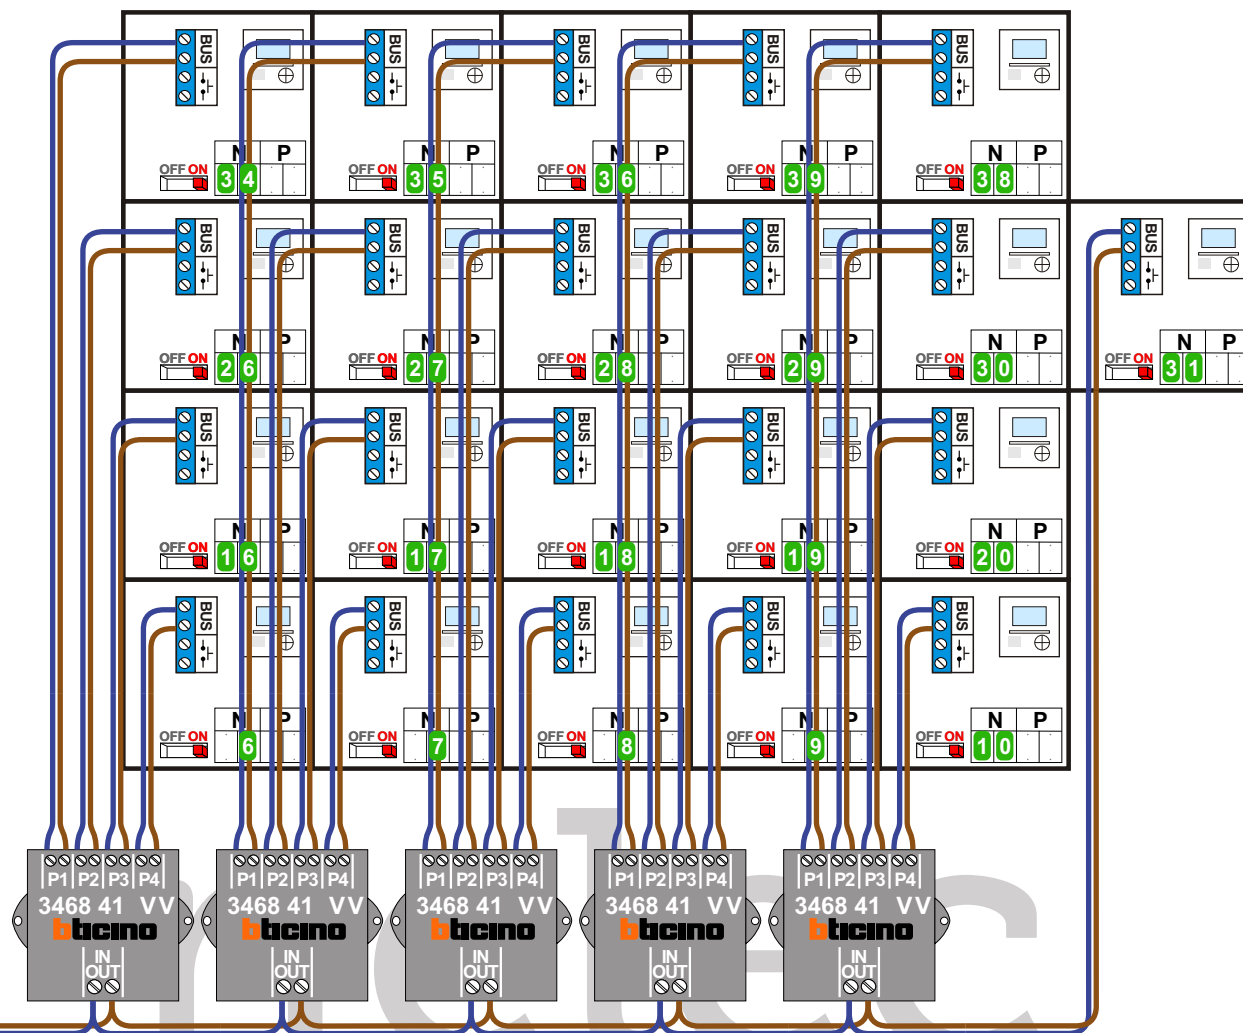 BUS BUS BUS BUS BUS
N P N P N P N P N P
OFF ON 3 4 OFF ON 3 5 OFF ON 3 6 OFF ON 3 9 OFF ON 3 8
BUS BUS BUS BUS BUS BUS
N P N P N P N P N P N P
OFF ON 2 6 OFF ON 2 7 OFF ON 2 8 OFF ON 2 9 OFF ON 3 0 OFF ON 3 1
BUS BUS BUS BUS BUS
N P N P N P N P N P
OFF ON 1 6 OFF ON 1 7 OFF ON 1 8 OFF ON 1 9 OFF ON 2 0
BUS BUS BUS BUS BUS
N P N P N P N P N P
OFF ON 6 OFF ON 7 OFF ON 8 OFF ON 9 OFF ON 1 0
P1 P2 P3 P4 P1 P2 P3 P4 P1 P2 P3 P4 P1 P2 P3 P4 P1 P2 P3 P4
3468 41 VV 3468 41 VV 3468 41 VV 3468 41 VV 3468 41 VV
bticino bticino bticino bticino bticino
IN IN IN IN IN
OUT OUT OUT OUT OUT